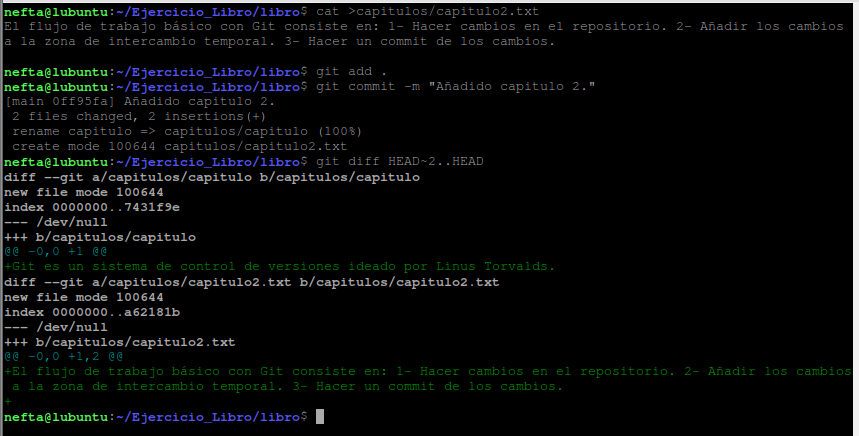 nefta@lubuntu:~/Ejercicio_Libro/libro$ cat >capitulos/capitulo2.txt
El flujo de trabajo básico con Git consiste en: 1- Hacer cambios en el repositorio. 2- Añadir los cambios
a la zona de intercambio temporal. 3- Hacer un commit de los cambios.
nefta@lubuntu:~/Ejercicio_Libro/libro$ git add .
nefta@lubuntu:~/Ejercicio_Libro/libro$ git commit -m "Añadido capitulo 2."
[main 0ff95fa] Añadido capitulo 2.
2 files changed, 2 insertions(+)
rename capitulo => capitulos/capitulo (100%)
create mode 100644 capitulos/capitulo2.txt
nefta@lubuntu:~/Ejercicio_Libro/libro$ git diff HEAD~2..HEAD
diff --git a/capitulos/capitulo b/capitulos/capitulo
new file mode 100644
index 0000000..7431f9e
--- /dev/null
+++ b/capitulos/capitulo
@@ -0,0 +1 @@
+Git es un sistema de control de versiones ideado por Linus Torvalds.
diff --git a/capitulos/capitulo2.txt b/capitulos/capitulo2.txt
new file mode 100644
index 0000000..a62181b
--- /dev/null
+++ b/capitulos/capitulo2.txt
@@ -0,0 +1,2 @@
+El flujo de trabajo básico con Git consiste en: 1- Hacer cambios en el repositorio. 2- Añadir los cambios
a la zona de intercambio temporal. 3- Hacer un commit de los cambios.
+
nefta@lubuntu:~/Ejercicio_Libro/libro$